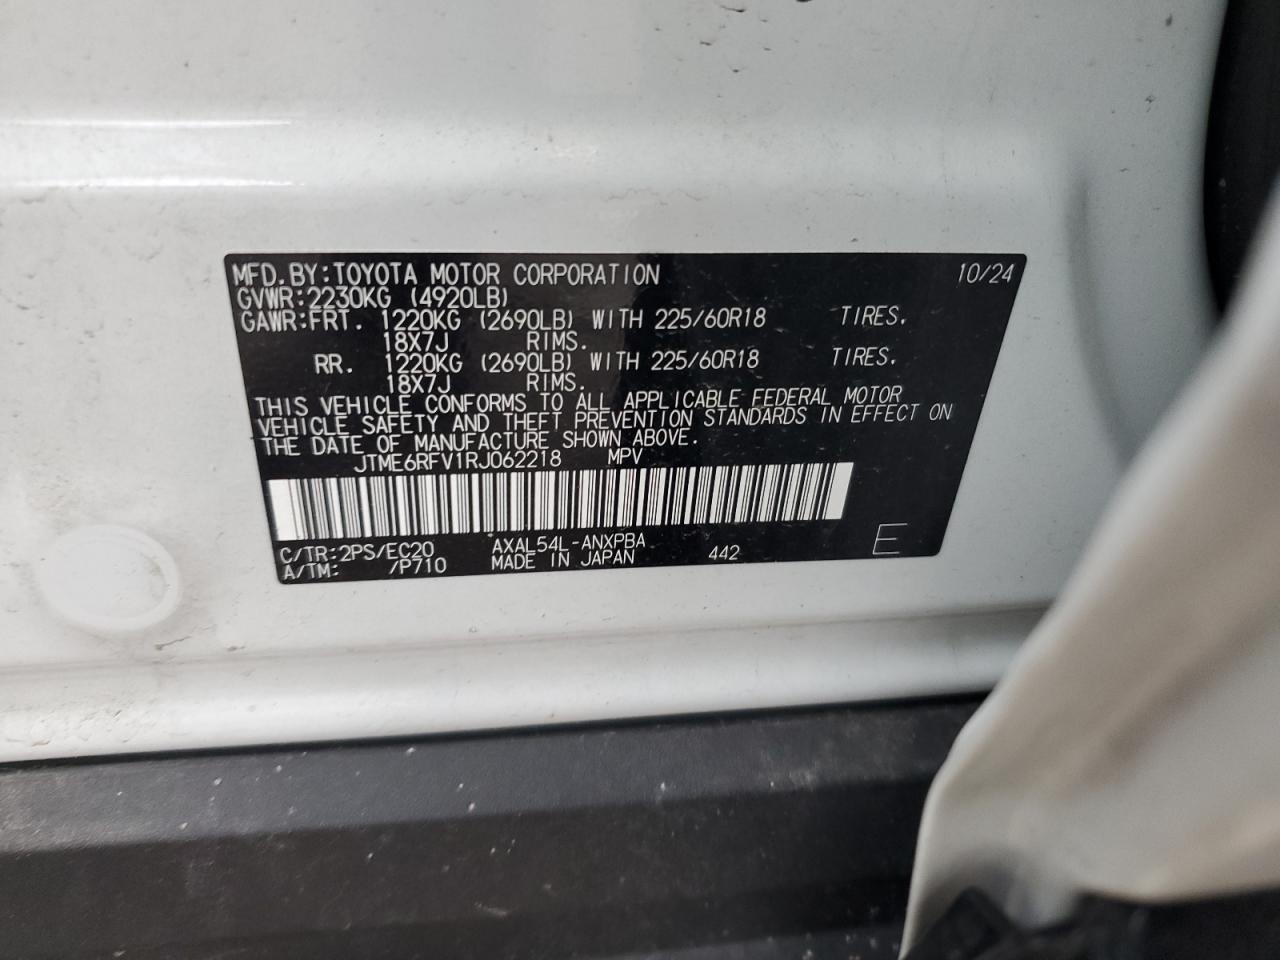 MFD.BY:TOYOTA MOTOR CORPORATION 10/24
GVWR:2230KG (4920LB)
GAWR:FRT. 1220KG (2690LB) WITH 225/60R18 TIRES.
18X7J RIMS.
RR. 1220KG (2690LB) WITH 225/60R18 TIRES.
18X7J RIMS.
THIS VEHICLE CONFORMS TO ALL APPLICABLE FEDERAL MOTOR
VEHICLE SAFETY AND THEFT PREVENTION STANDARDS IN EFFECT ON
THE DATE OF MANUFACTURE SHOWN ABOVE.
JTME6RFV1RJ062218 MPV
C/TR:2PS/EC20 AXAL54L-ANXPBA 442 E
A/TM: /P710 MADE IN JAPAN